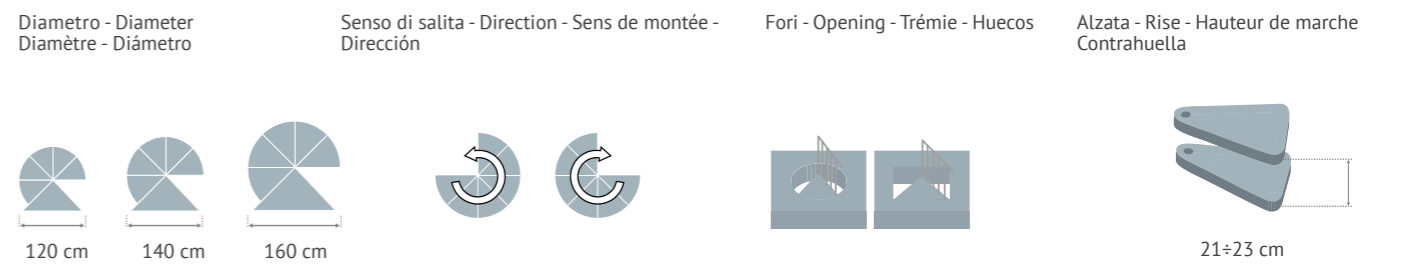 Diametro - Diameter
Diamètre - Diámetro
Senso di salita - Direction - Sens de montée -
Dirección
Fori - Opening - Trémie - Huecos
Alzata - Rise - Hauteur de marche
Contrahuella
120 cm
140 cm
160 cm
21÷23 cm